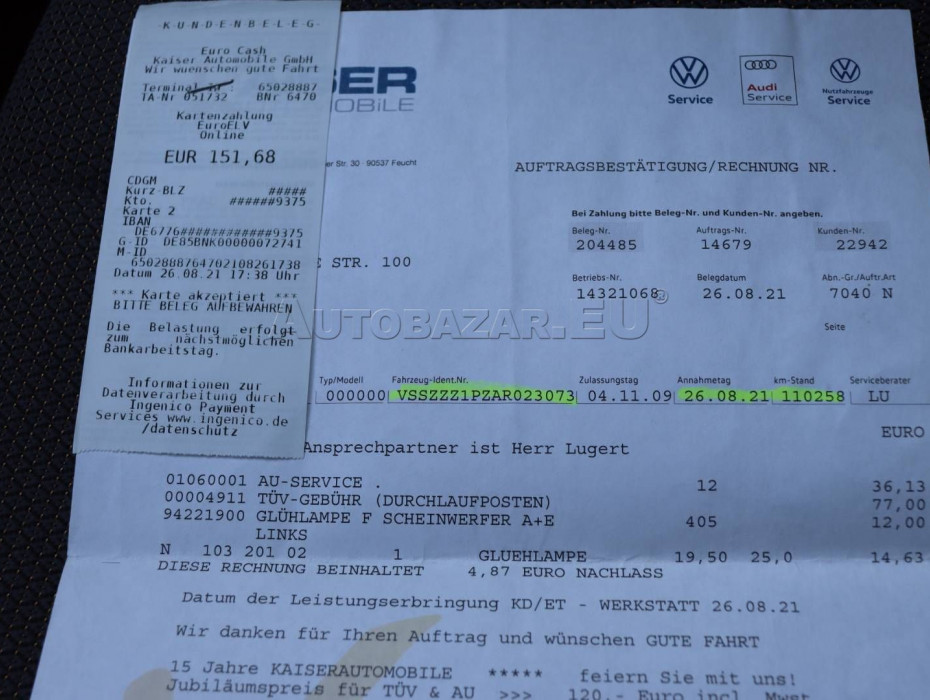 -K-U-N-D-E-N-B-E-L-E-G-
Euro Cash
Kaiser Automobile GmbH
Wir wuenschen gute Fahrt
Terminal 65028887
TA-Nr 051732 BNr 6470
Kartenzahlung
EuroELV
Online
EUR 151,68
CDGM
Kurz-BLZ #####
Kto. ######9375
Karte 2
IBAN
DE6776############9375
G-ID DE85BNK00000072741
M-ID
6502888764702108261738
Datum 26.08.21 17:38 Uhr
*** Karte akzeptiert ***
BITTE BELEG AUFBEWAHREN
Die Belastung erfolgt
zum nächstmöglichen
Bankarbeitstag.
Informationen zur
Datenverarbeitung durch
Ingenico Payment
Services www.ingenico.de
/datenschutz
SER
OBILE
Service
Audi
Service
Nutzfahrzeuge
Service
er Str. 30 - 90537 Feucht
AUFTRAGSBESTÄTIGUNG/RECHNUNG NR.
Bei Zahlung bitte Beleg-Nr. und Kunden-Nr. angeben.
Beleg-Nr. Auftrags-Nr. Kunden-Nr.
204485 14679 22942
E STR. 100
Betriebs-Nr. Belegdatum Abn.-Gr./Auftr.Art
14321068 26.08.21 7040 N
AUTOBAZAR.EU®
Seite
Typ/Modell Fahrzeug-Ident.Nr. Zulassungstag Annahmetag km-Stand Serviceberater
000000 VSSZZZ1PZAR023073 04.11.09 26.08.21 110258 LU
EURO
Ansprechpartner ist Herr Lugert
01060001 AU-SERVICE . 12 36,13
00004911 TÜV-GEBÜHR (DURCHLAUFPOSTEN) 77,00
94221900 GLÜHLAMPE F SCHEINWERFER A+E 405 12,00
LINKS
N 103 201 02 1 GLUEHLAMPE 19,50 25,0 14,63
DIESE RECHNUNG BEINHALTET 4,87 EURO NACHLASS
Datum der Leistungserbringung KD/ET - WERKSTATT 26.08.21
Wir danken für Ihren Auftrag und wünschen GUTE FAHRT
15 Jahre KAISERAUTOMOBILE ***** feiern Sie mit uns!
Jubiläumspreis für TÜV & AU >>> 120.- Euro incl. Mwst